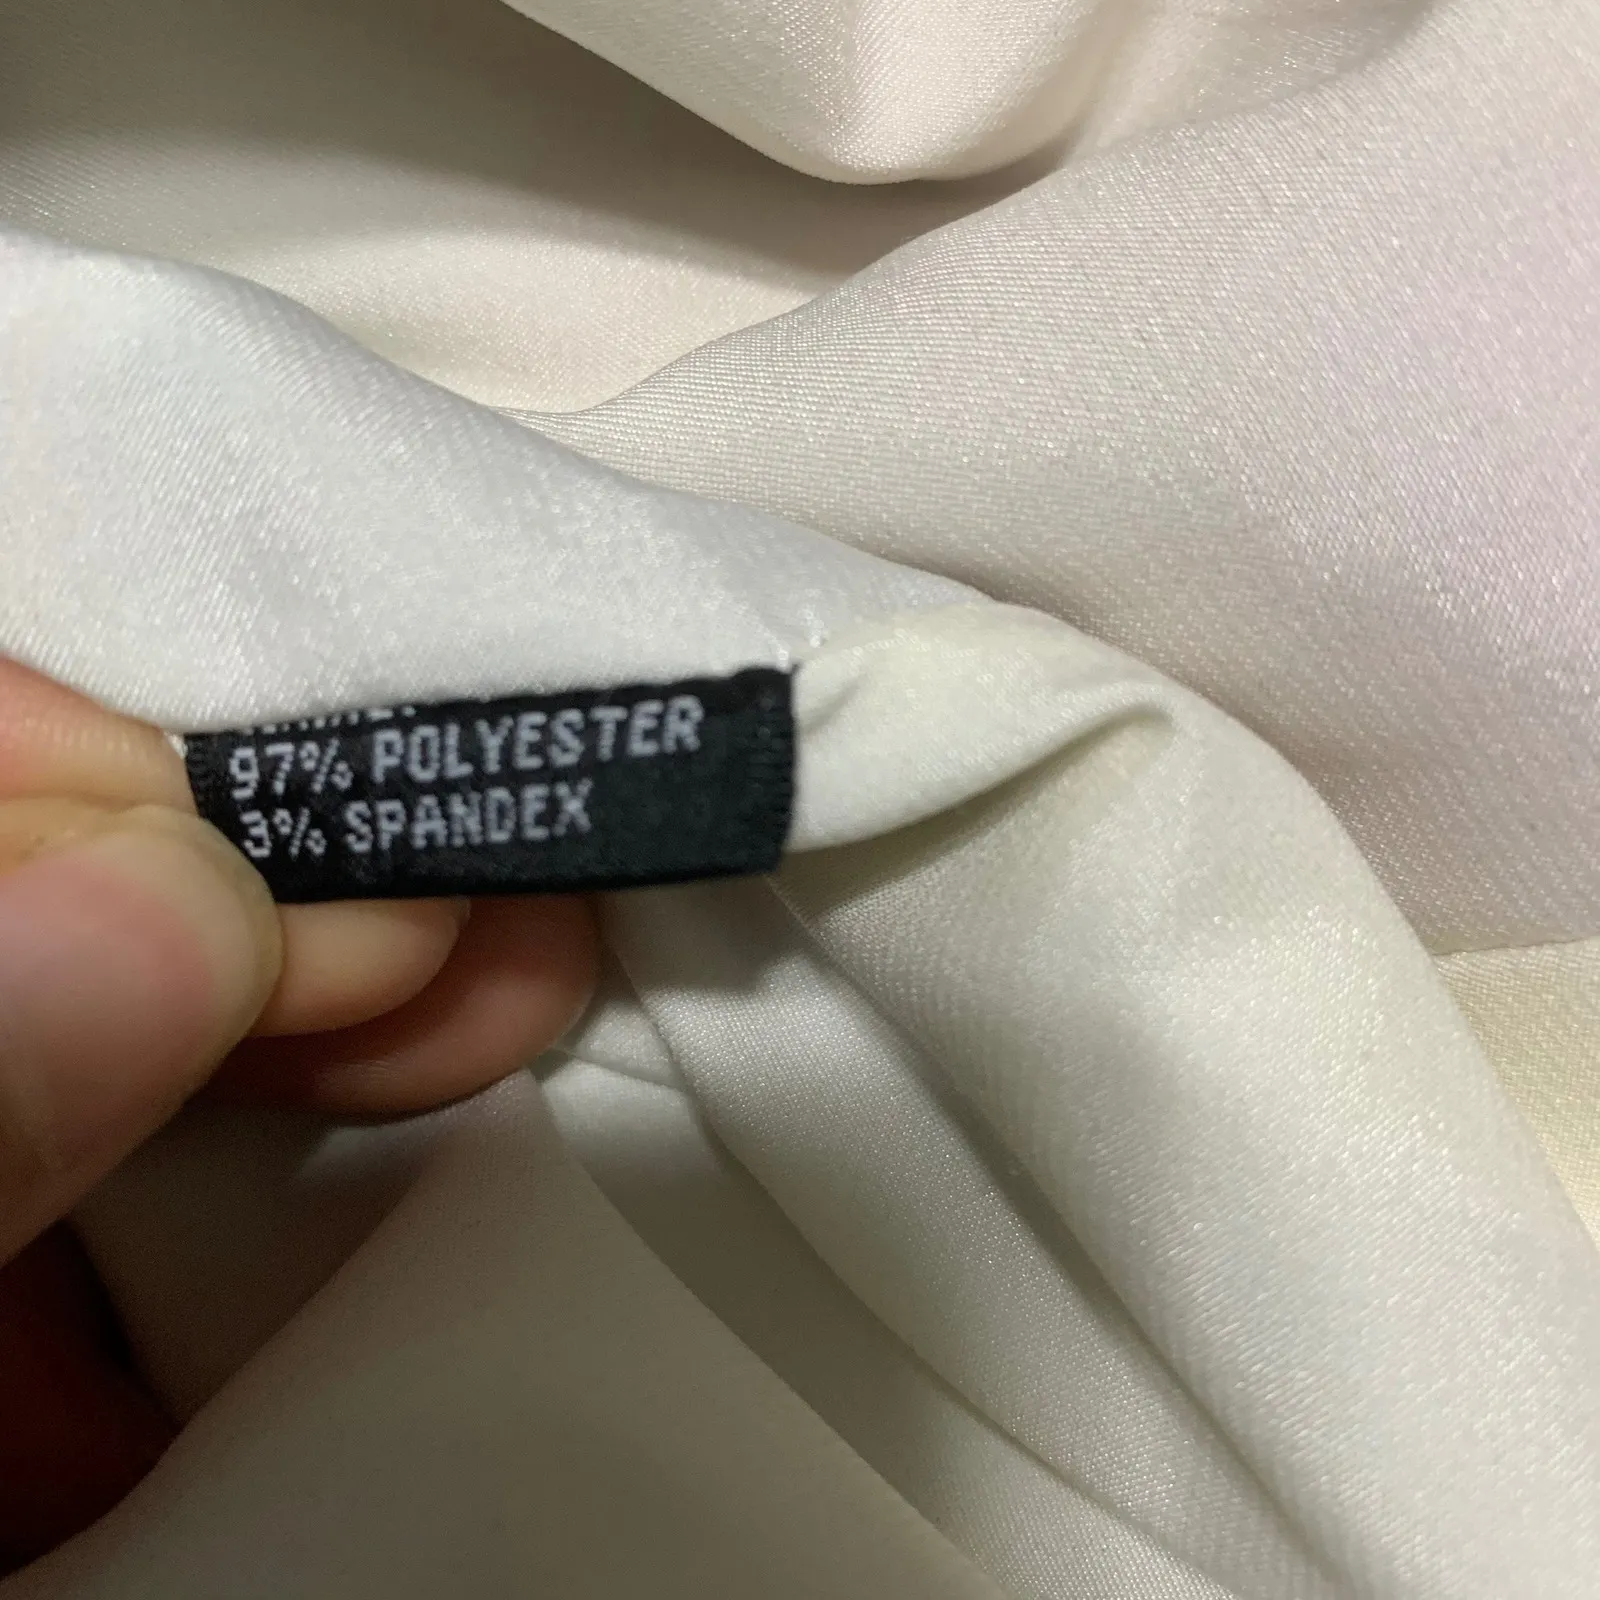 97% POLYESTER
3% SPANDEX